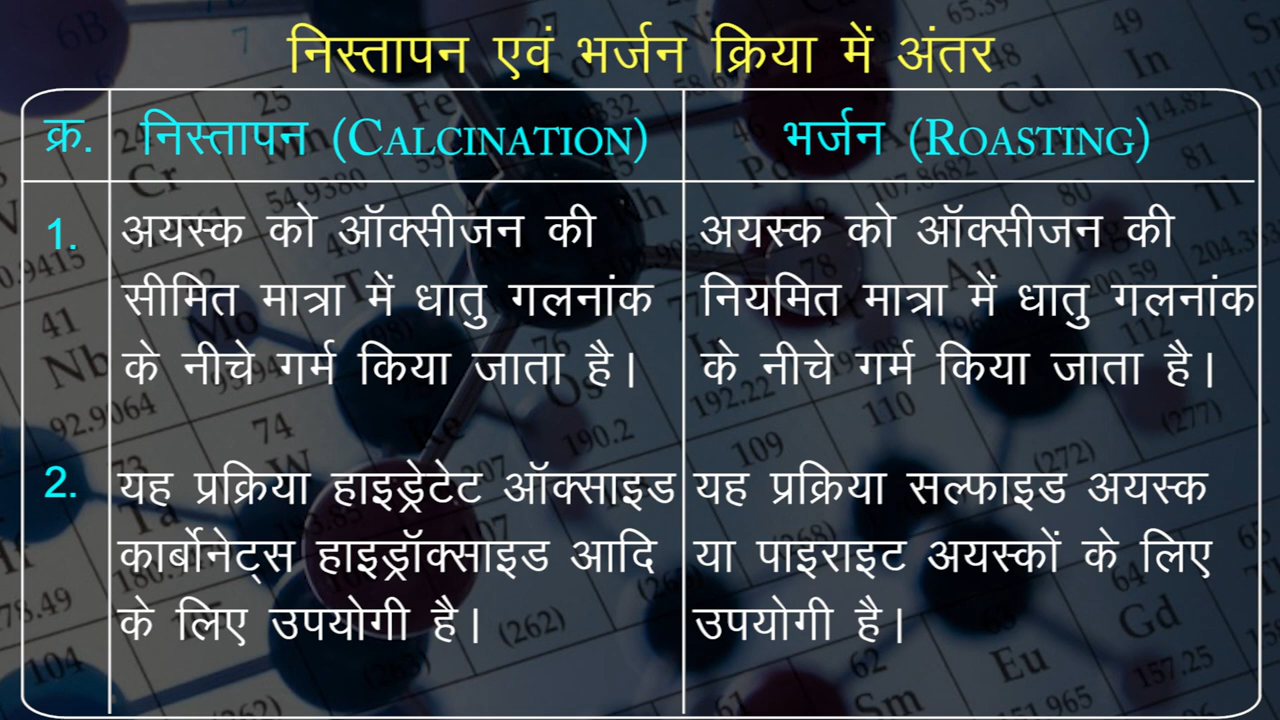 निस्तापन एवं भर्जन क्रिया में अंतर
क्र. निस्तापन (CALCINATION) भर्जन (ROASTING)
1. अयस्क को ऑक्सीजन की
सीमित मात्रा में धातु गलनांक
के नीचे गर्म किया जाता है।
अयस्क को ऑक्सीजन की
नियमित मात्रा में धातु गलनांक
के नीचे गर्म किया जाता है।
2. यह प्रक्रिया हाइड्रेटेट ऑक्साइड
कार्बोनेट्स हाइड्रॉक्साइड आदि
के लिए उपयोगी है।
यह प्रक्रिया सल्फाइड अयस्क
या पाइराइट अयस्कों के लिए
उपयोगी है।